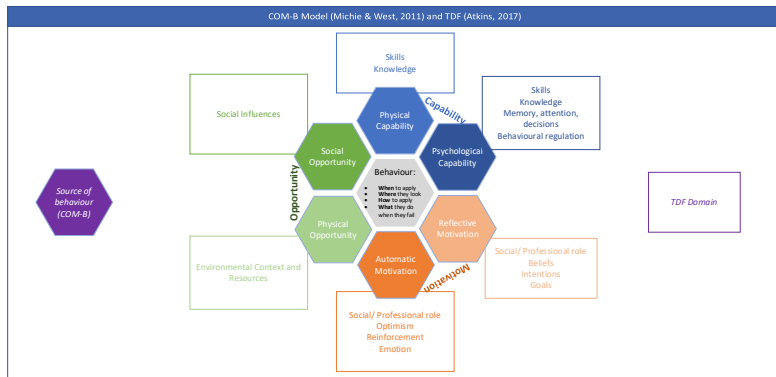 COM-B Model (Michie & West, 2011) and TDF (Atkins, 2017)
Skills
Knowledge
Social Influences
Physical
Capability
Capability
Skills
Knowledge
Memory, attention,
decisions
Behavioural regulation
Social
Opportunity
Psychological
Capability
Opportunity
Behaviour:
• When to apply
• Where they look
• How to apply
• What they do
when they fail
Source of
behaviour
(COM-B)
TDF Domain
Physical
Opportunity
Reflective
Motivation
Environmental Context and
Resources
Automatic
Motivation
Motivation
Social/ Professional role
Beliefs
Intentions
Goals
Social/ Professional role
Optimism
Reinforcement
Emotion